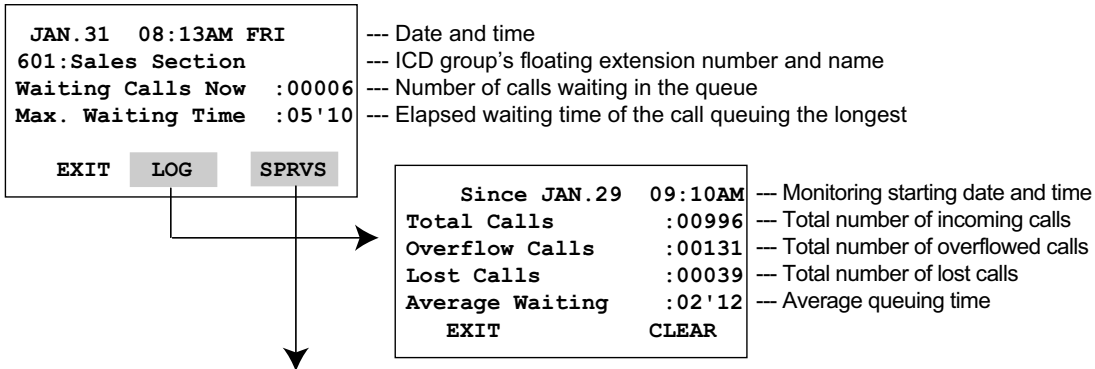 JAN.31 08:13AM FRI --- Date and time
601:Sales Section --- ICD group’s floating extension number and name
Waiting Calls Now :00006 --- Number of calls waiting in the queue
Max. Waiting Time :05'10 --- Elapsed waiting time of the call queuing the longest
EXIT LOG SPRVS
Since JAN.29 09:10AM --- Monitoring starting date and time
Total Calls :00996 --- Total number of incoming calls
Overflow Calls :00131 --- Total number of overflowed calls
Lost Calls :00039 --- Total number of lost calls
Average Waiting :02'12 --- Average queuing time
EXIT CLEAR